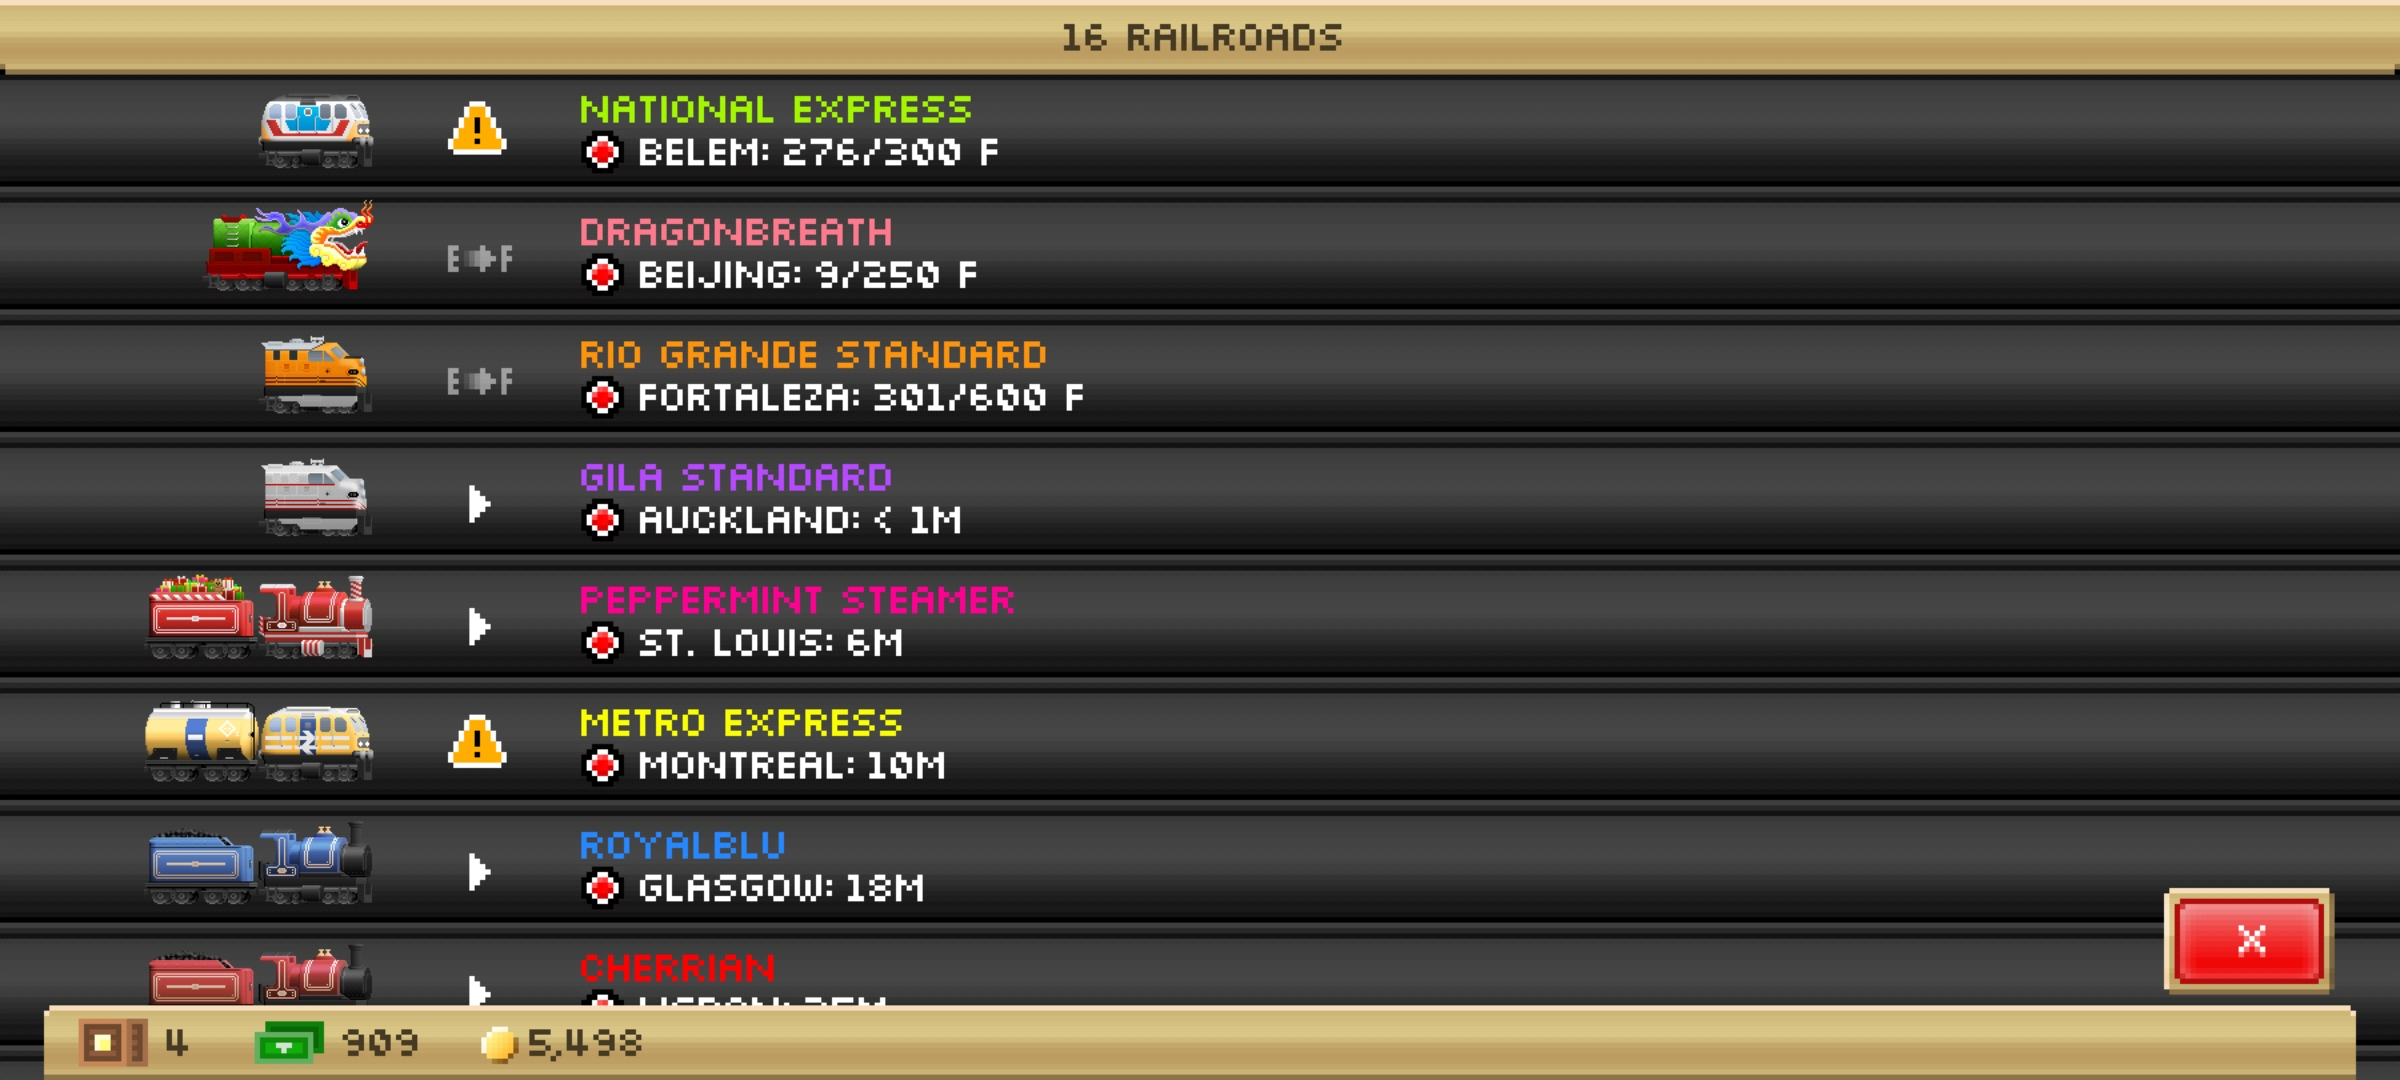 16 RAILROADS
NATIONAL EXPRESS
BELEM: 276/300 F
DRAGONBREATH
E F
BEIJING: 9/250 F
RIO GRANDE STANDARD
E F
FORTALEZA: 301/600 F
GILA STANDARD
AUCKLAND: < 1M
PEPPERMINT STEAMER
ST. LOUIS: 6M
METRO EXPRESS
MONTREAL: 10M
ROYALBLU
GLASGOW: 18M
X
CHERRIAN
4 909 5,498